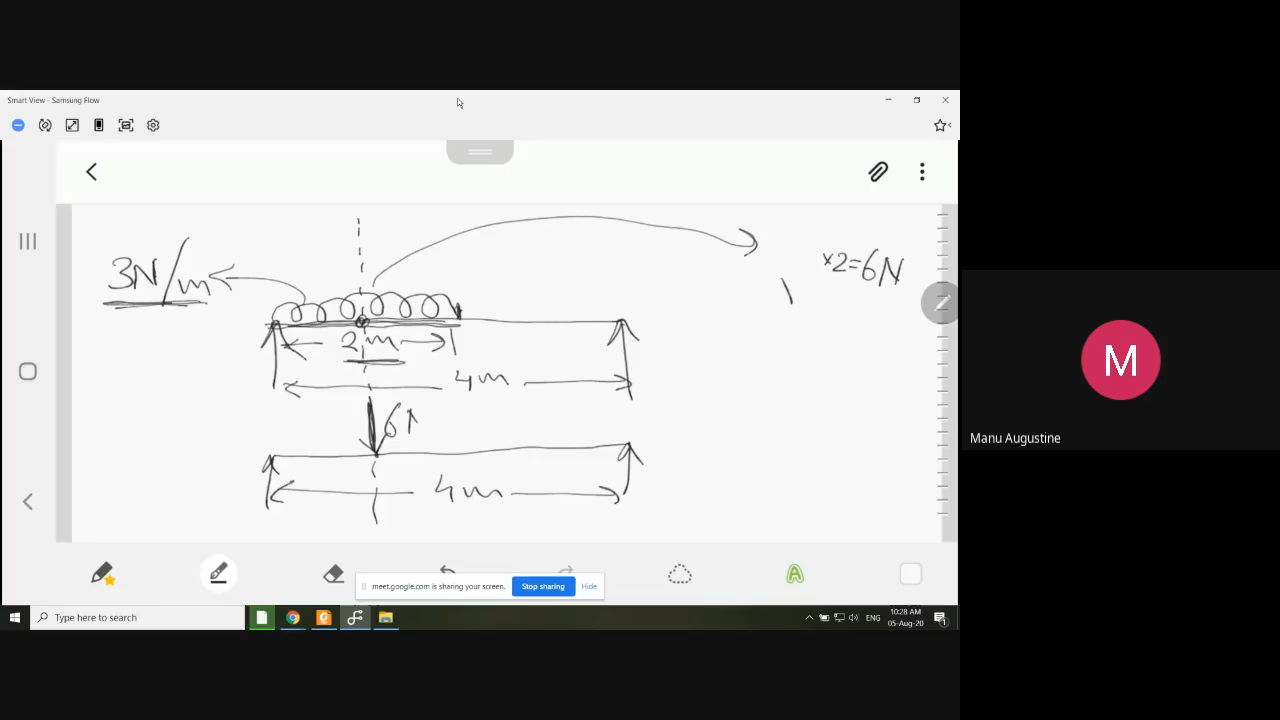 Smart View - Samsung Flow
3N/m
×2=6N
2m
4m
6N
4m
meet.google.com is sharing your screen.
Stop sharing
Hide
Manu Augustine
M
Type here to search
ENG
10:28 AM
05-Aug-20
1
A